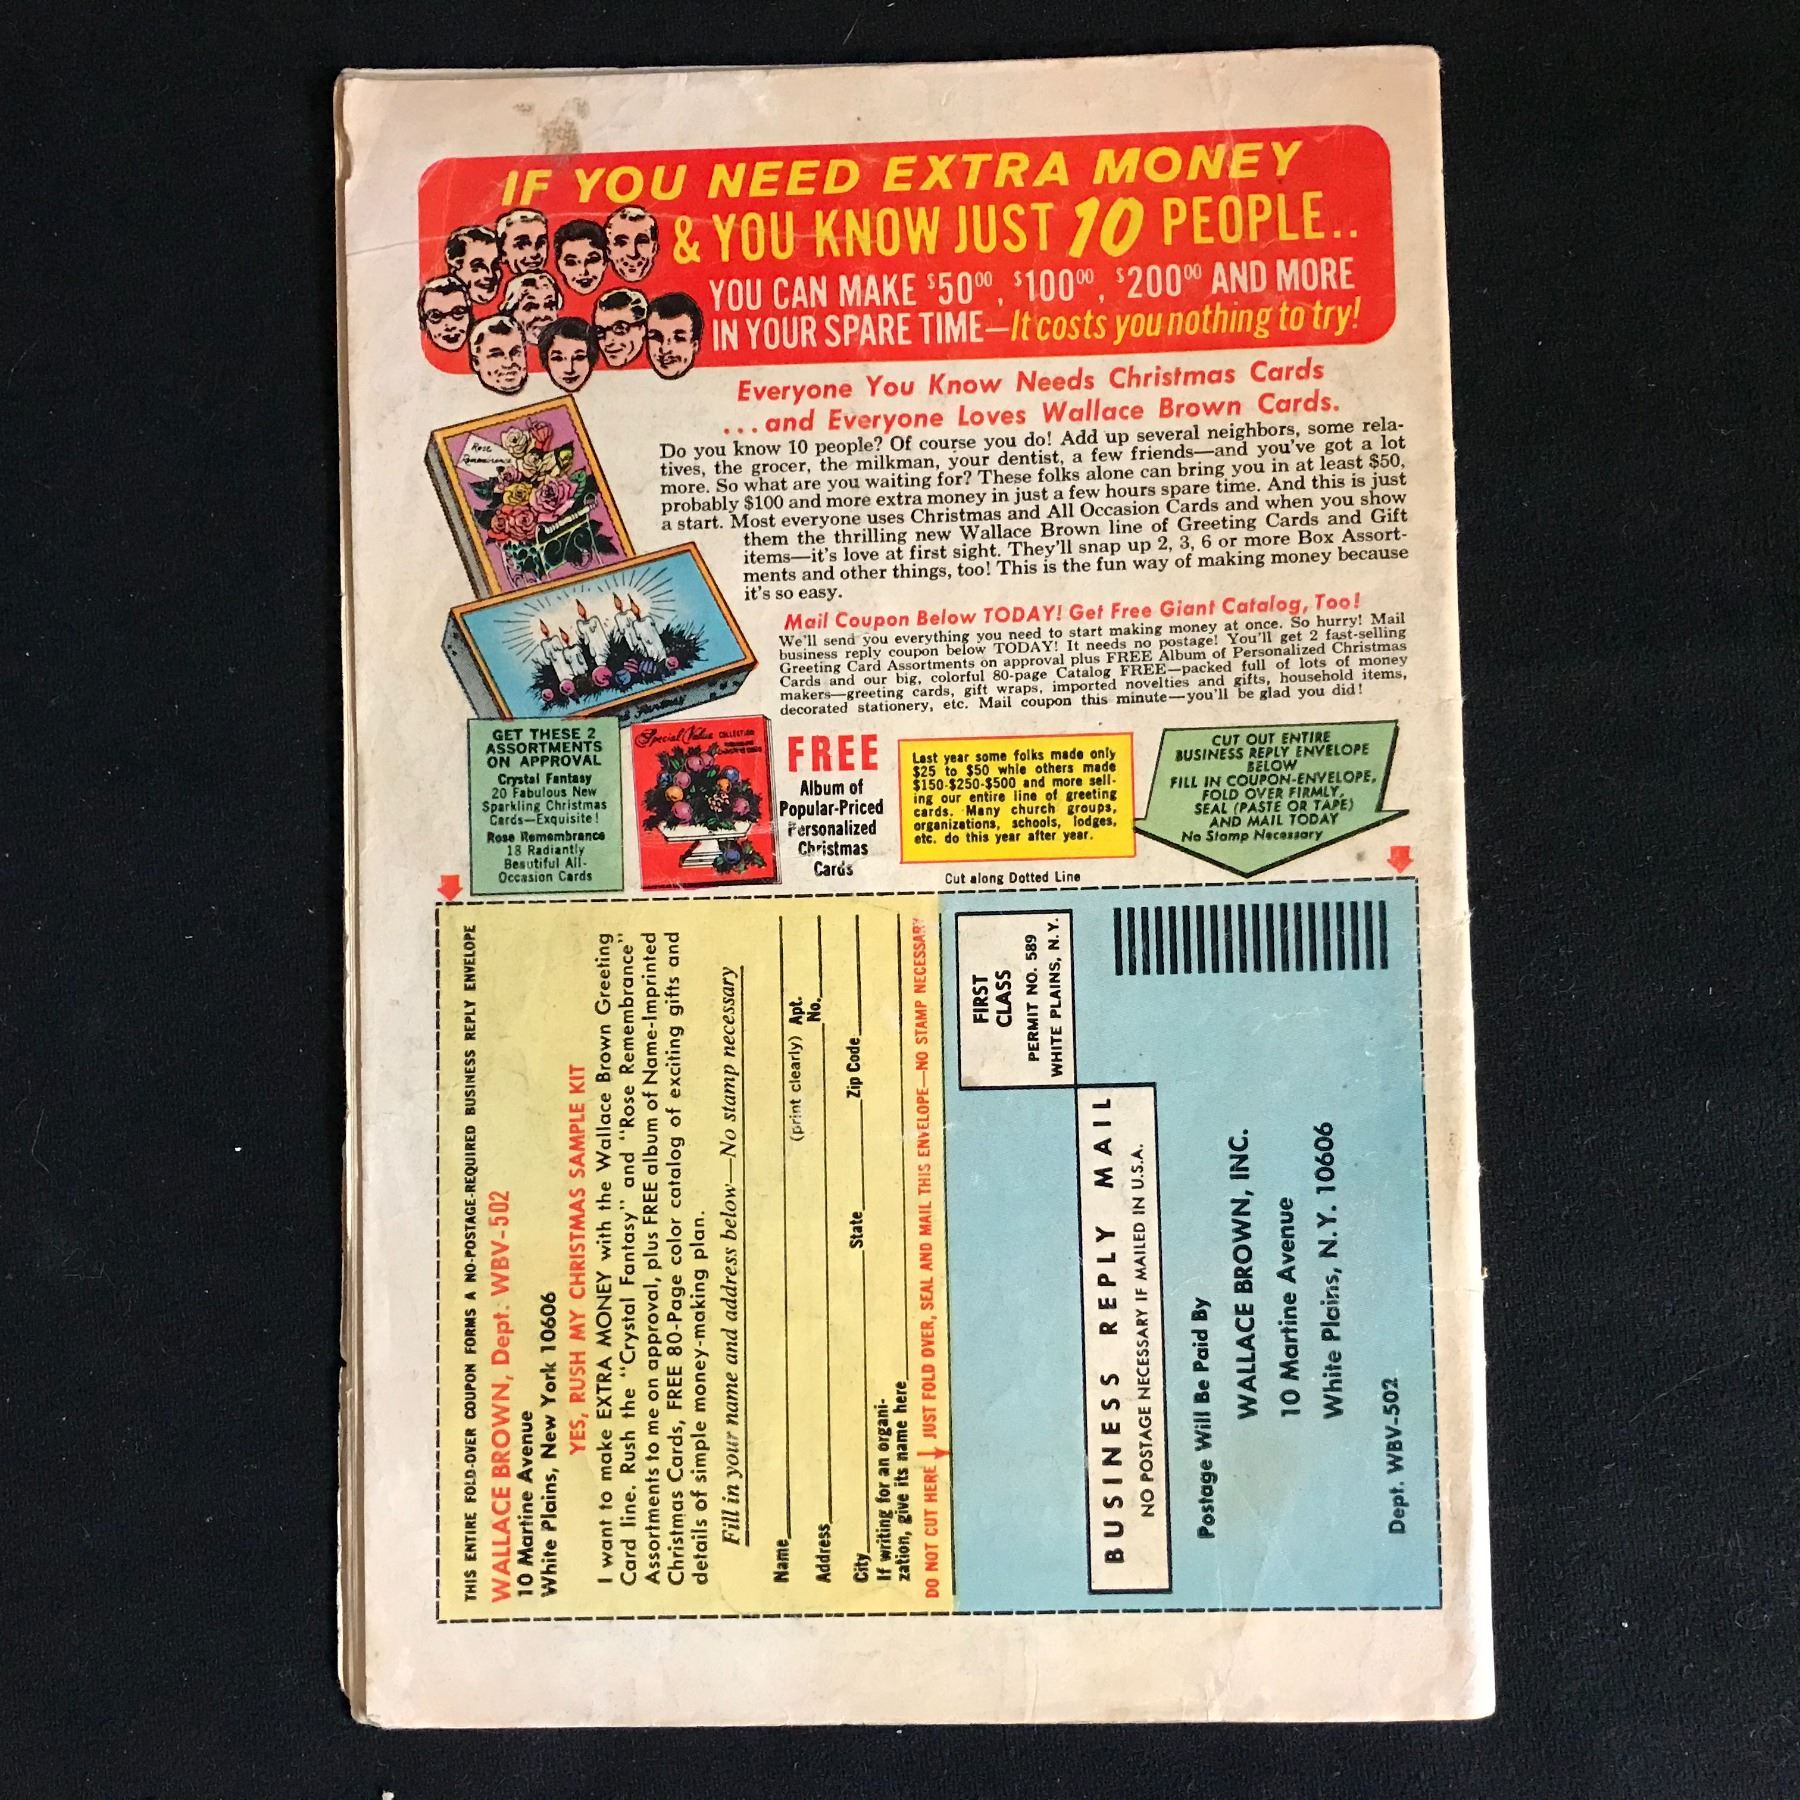 IF YOU NEED EXTRA MONEY
& YOU KNOW JUST 10 PEOPLE..
YOU CAN MAKE $50⁰⁰, $100⁰⁰, $200⁰⁰ AND MORE
IN YOUR SPARE TIME—It costs you nothing to try!
Everyone You Know Needs Christmas Cards
...and Everyone Loves Wallace Brown Cards.
Do you know 10 people? Of course you do! Add up several neighbors, some rela-
tives, the grocer, the milkman, your dentist, a few friends—and you've got a lot
more. So what are you waiting for? These folks alone can bring you in at least $50,
probably $100 and more extra money in just a few hours spare time. And this is just
a start. Most everyone uses Christmas and All Occasion Cards and when you show
them the thrilling new Wallace Brown line of Greeting Cards and Gift
items—it's love at first sight. They'll snap up 2, 3, 6 or more Box Assort-
ments and other things, too! This is the fun way of making money because
it's so easy.
Rose
Remembrance
Mail Coupon Below TODAY! Get Free Giant Catalog, Too!
We'll send you everything you need to start making money at once. So hurry! Mail
business reply coupon below TODAY! It needs no postage! You'll get 2 fast-selling
Greeting Card Assortments on approval plus FREE Album of Personalized Christmas
Cards and our big, colorful 80-page Catalog FREE—packed full of lots of money
makers—greeting cards, gift wraps, imported novelties and gifts, household items,
decorated stationery, etc. Mail coupon this minute—you'll be glad you did!
Fantasy
GET THESE 2
ASSORTMENTS
ON APPROVAL
Crystal Fantasy
20 Fabulous New
Sparkling Christmas
Cards—Exquisite!
Rose Remembrance
18 Radiantly
Beautiful All-
Occasion Cards
Special Value COLLECTION
FREE
Album of
Popular-Priced
Personalized
Christmas
Cards
Last year some folks made only
$25 to $50 while others made
$150-$250-$500 and more sell-
ing our entire line of greeting
cards. Many church groups,
organizations, schools, lodges,
etc. do this year after year.
CUT OUT ENTIRE
BUSINESS REPLY ENVELOPE
BELOW
FILL IN COUPON-ENVELOPE,
FOLD OVER FIRMLY,
SEAL (PASTE OR TAPE)
AND MAIL TODAY
No Stamp Necessary
Cut along Dotted Line
THIS ENTIRE FOLD-OVER COUPON FORMS A NO-POSTAGE-REQUIRED BUSINESS REPLY ENVELOPE
WALLACE BROWN, Dept. WBV-502
10 Martine Avenue
White Plains, New York 10606
YES, RUSH MY CHRISTMAS SAMPLE KIT
I want to make EXTRA MONEY with the Wallace Brown Greeting
Card line. Rush the "Crystal Fantasy" and "Rose Remembrance"
Assortments to me on approval, plus FREE album of Name-Imprinted
Christmas Cards, FREE 80-Page color catalog of exciting gifts and
details of simple money-making plan.
Fill in your name and address below—No stamp necessary
Name
(print clearly) Apt.
Address No.
City State Zip Code
If writing for an organi-
zation, give its name here
DO NOT CUT HERE JUST FOLD OVER, SEAL AND MAIL THIS ENVELOPE—NO STAMP NECESSARY
FIRST
CLASS
PERMIT NO. 589
WHITE PLAINS, N.Y.
BUSINESS REPLY MAIL
NO POSTAGE NECESSARY IF MAILED IN U.S.A.
Postage Will Be Paid By
WALLACE BROWN, INC.
10 Martine Avenue
White Plains, N.Y. 10606
Dept. WBV-502